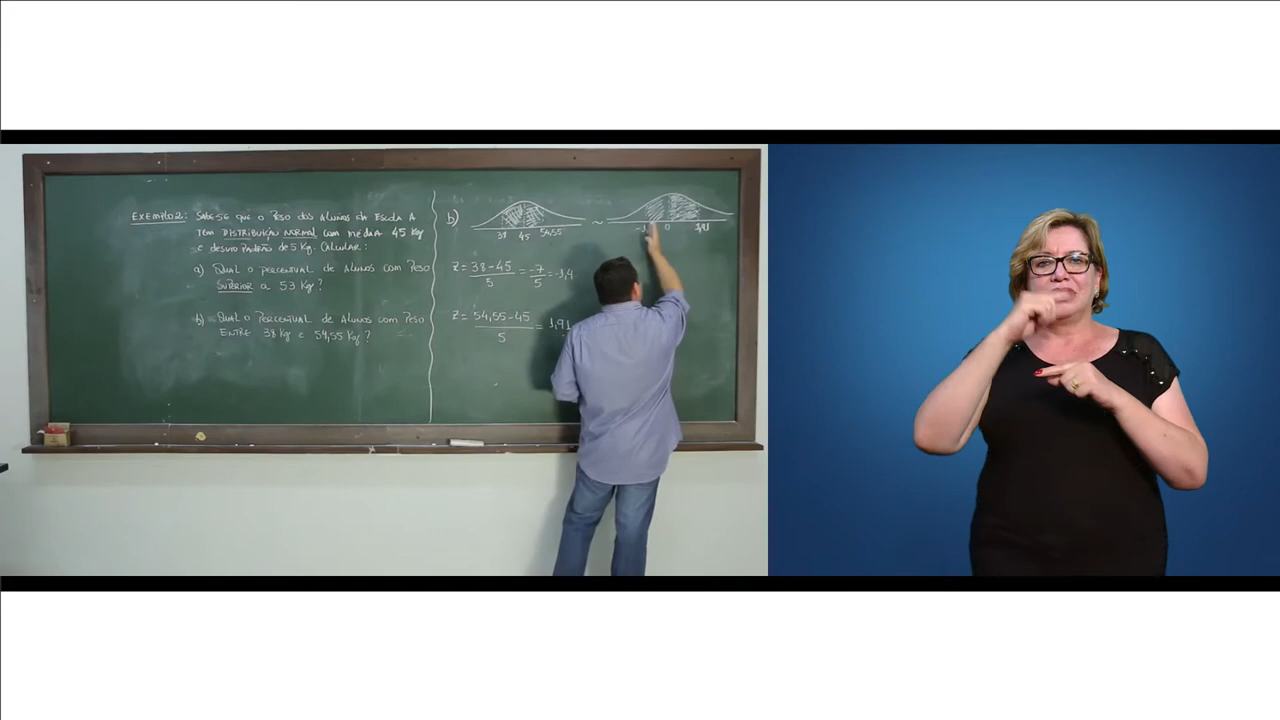 EXEMPLO 2: SABE-SE QUE O PESO DOS ALUNOS DA ESCOLA A
TEM DISTRIBUIÇÃO NORMAL COM MÉDIA 45 Kg
E DESVIO PADRÃO DE 5 Kg. CALCULAR:
a) QUAL O PERCENTUAL DE ALUNOS COM PESO
SUPERIOR A 53 Kg?
b) QUAL O PERCENTUAL DE ALUNOS COM PESO
ENTRE 38 Kg E 54,55 Kg?
b)
38 45 54,55
~
0 1,91
Z = 38-45 / 5 = -7 / 5 = -1,4
Z = 54,55-45 / 5 = 1,91